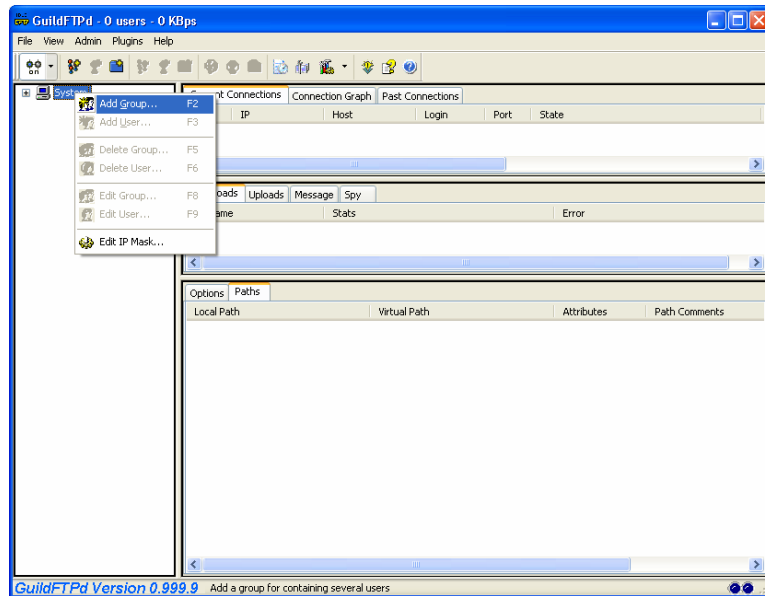 GuildFTPd - 0 users - 0 KBps
File View Admin Plugins Help
on
System
Connections Connection Graph Past Connections
IP Host Login Port State
Add Group... F2
Add User... F3
Delete Group... F5
Delete User... F6
Edit Group... F8
Edit User... F9
Edit IP Mask...
Uploads Message Spy
Stats Error
Options Paths
Local Path Virtual Path Attributes Path Comments
GuildFTPd Version 0.999.9 Add a group for containing several users